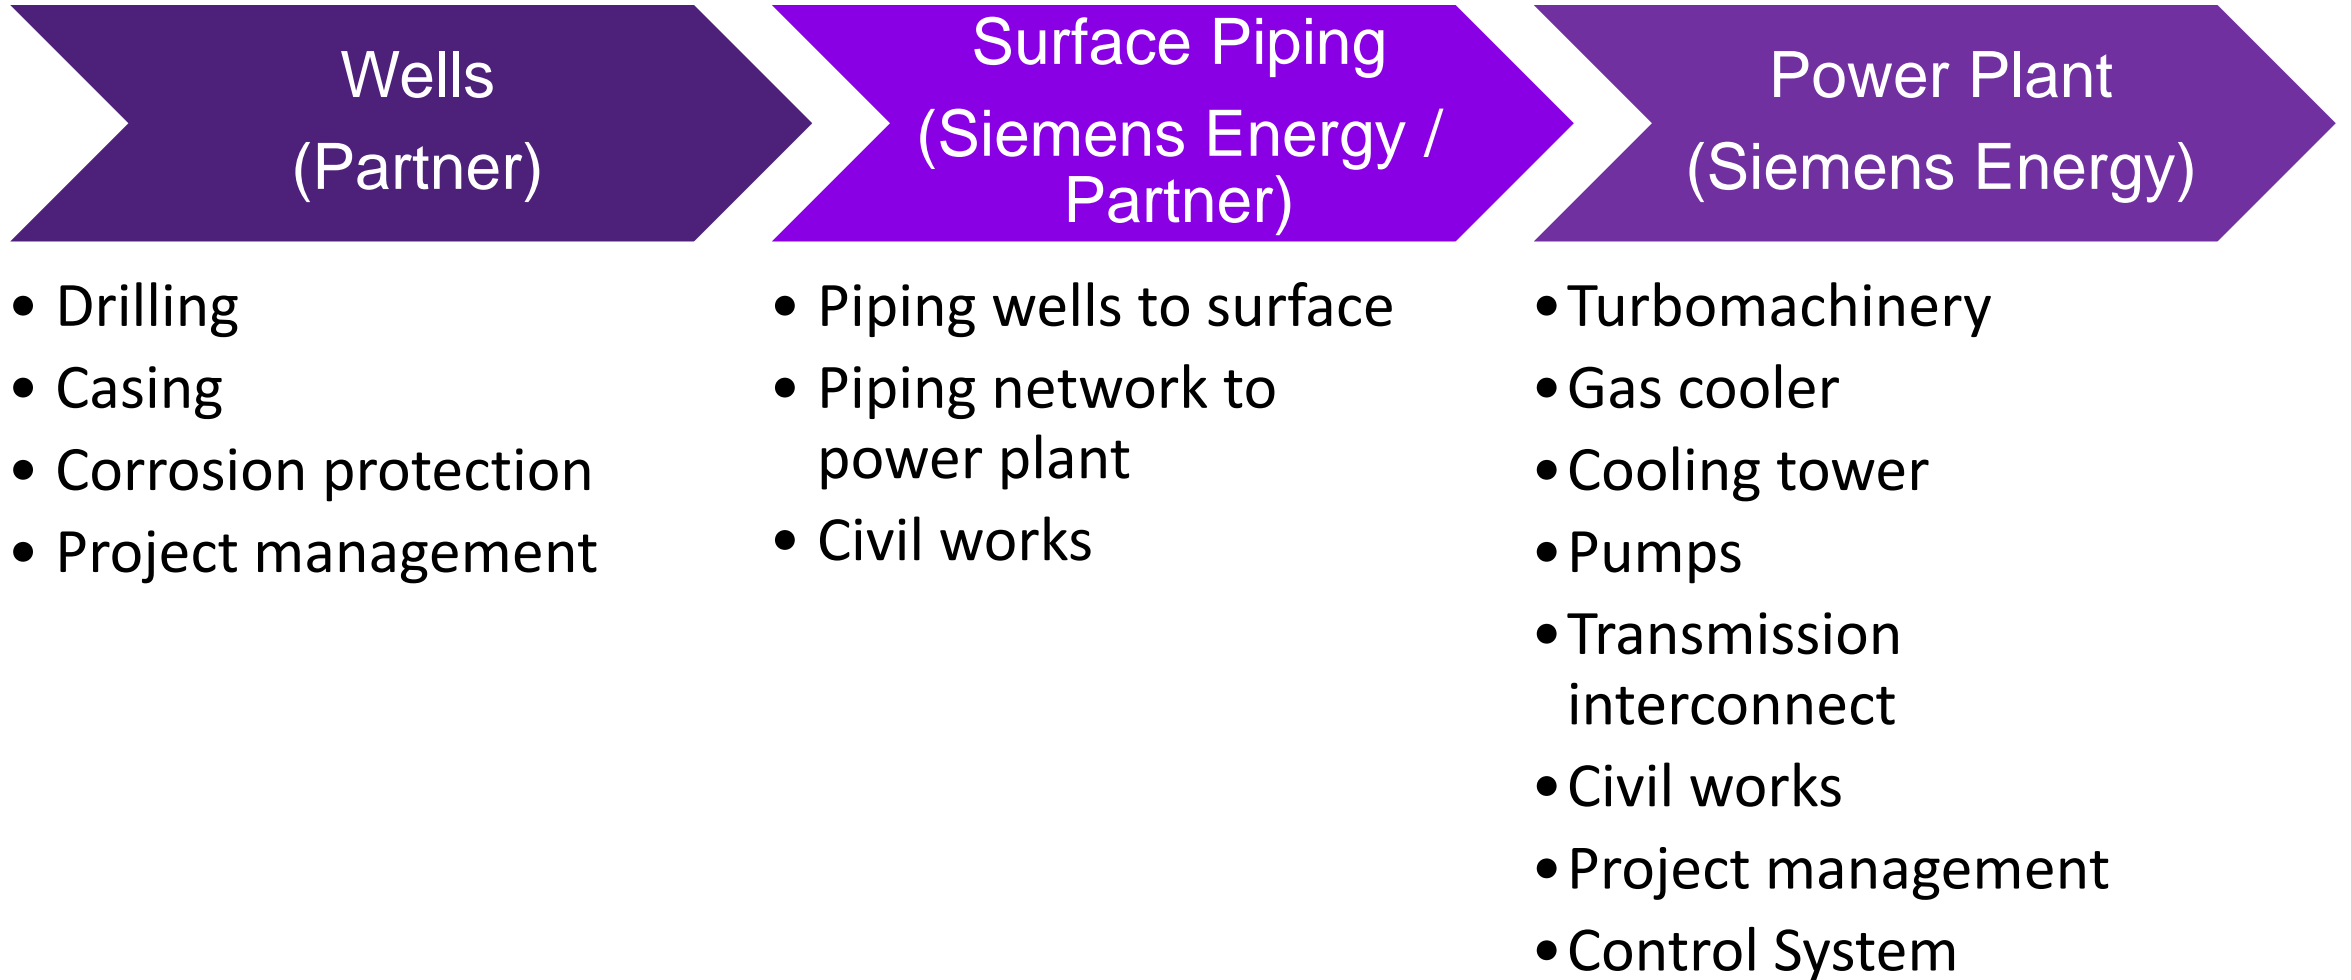 Wells
(Partner)
• Drilling
• Casing
• Corrosion protection
• Project management
Surface Piping
(Siemens Energy /
Partner)
• Piping wells to surface
• Piping network to
power plant
• Civil works
Power Plant
(Siemens Energy)
• Turbomachinery
• Gas cooler
• Cooling tower
• Pumps
• Transmission
interconnect
• Civil works
• Project management
• Control System